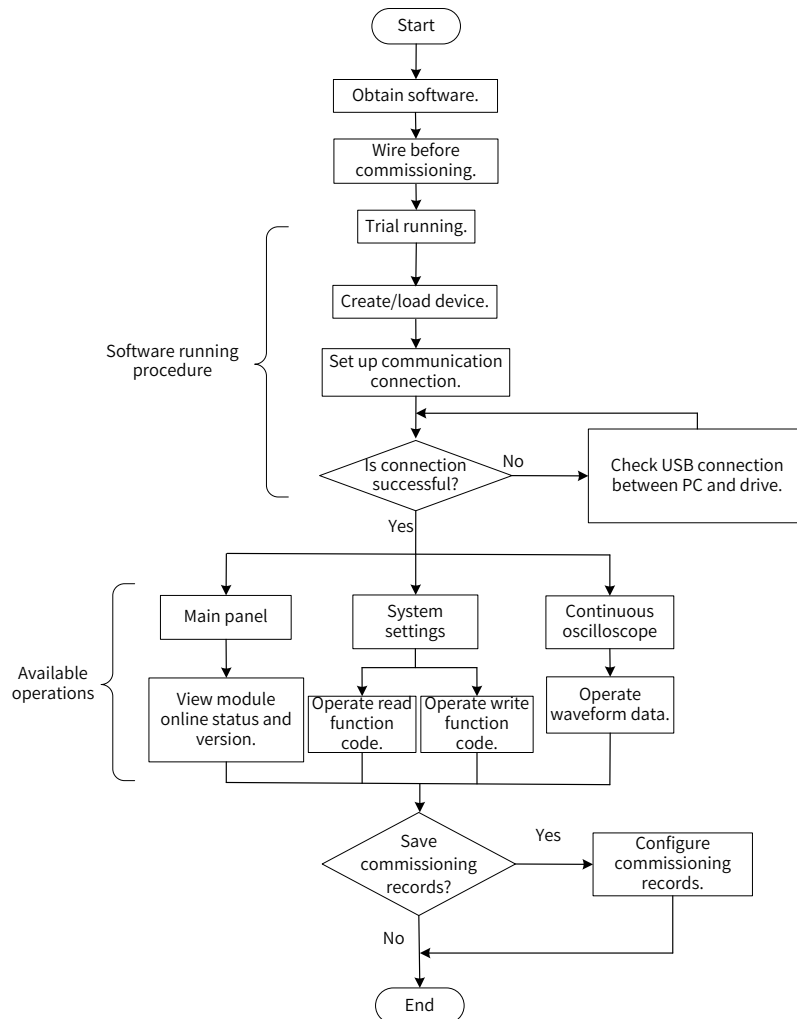 Start
Obtain software.
Wire before
commissioning.
Trial running.
Create/load device.
Software running
procedure
Set up communication
connection.
Is connection
successful?
No
Check USB connection
between PC and drive.
Yes
Main panel
System
settings
Continuous
oscilloscope
Available
operations
View module
online status and
version.
Operate read
function
code.
Operate write
function
code.
Operate
waveform data.
Save
commissioning
records?
Yes
Configure
commissioning
records.
No
End